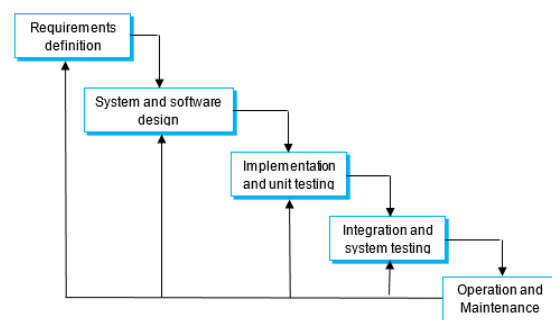 Requirements
definition
System and software
design
Implementation
and unit testing
Integration and
system testing
Operation and
Maintenance